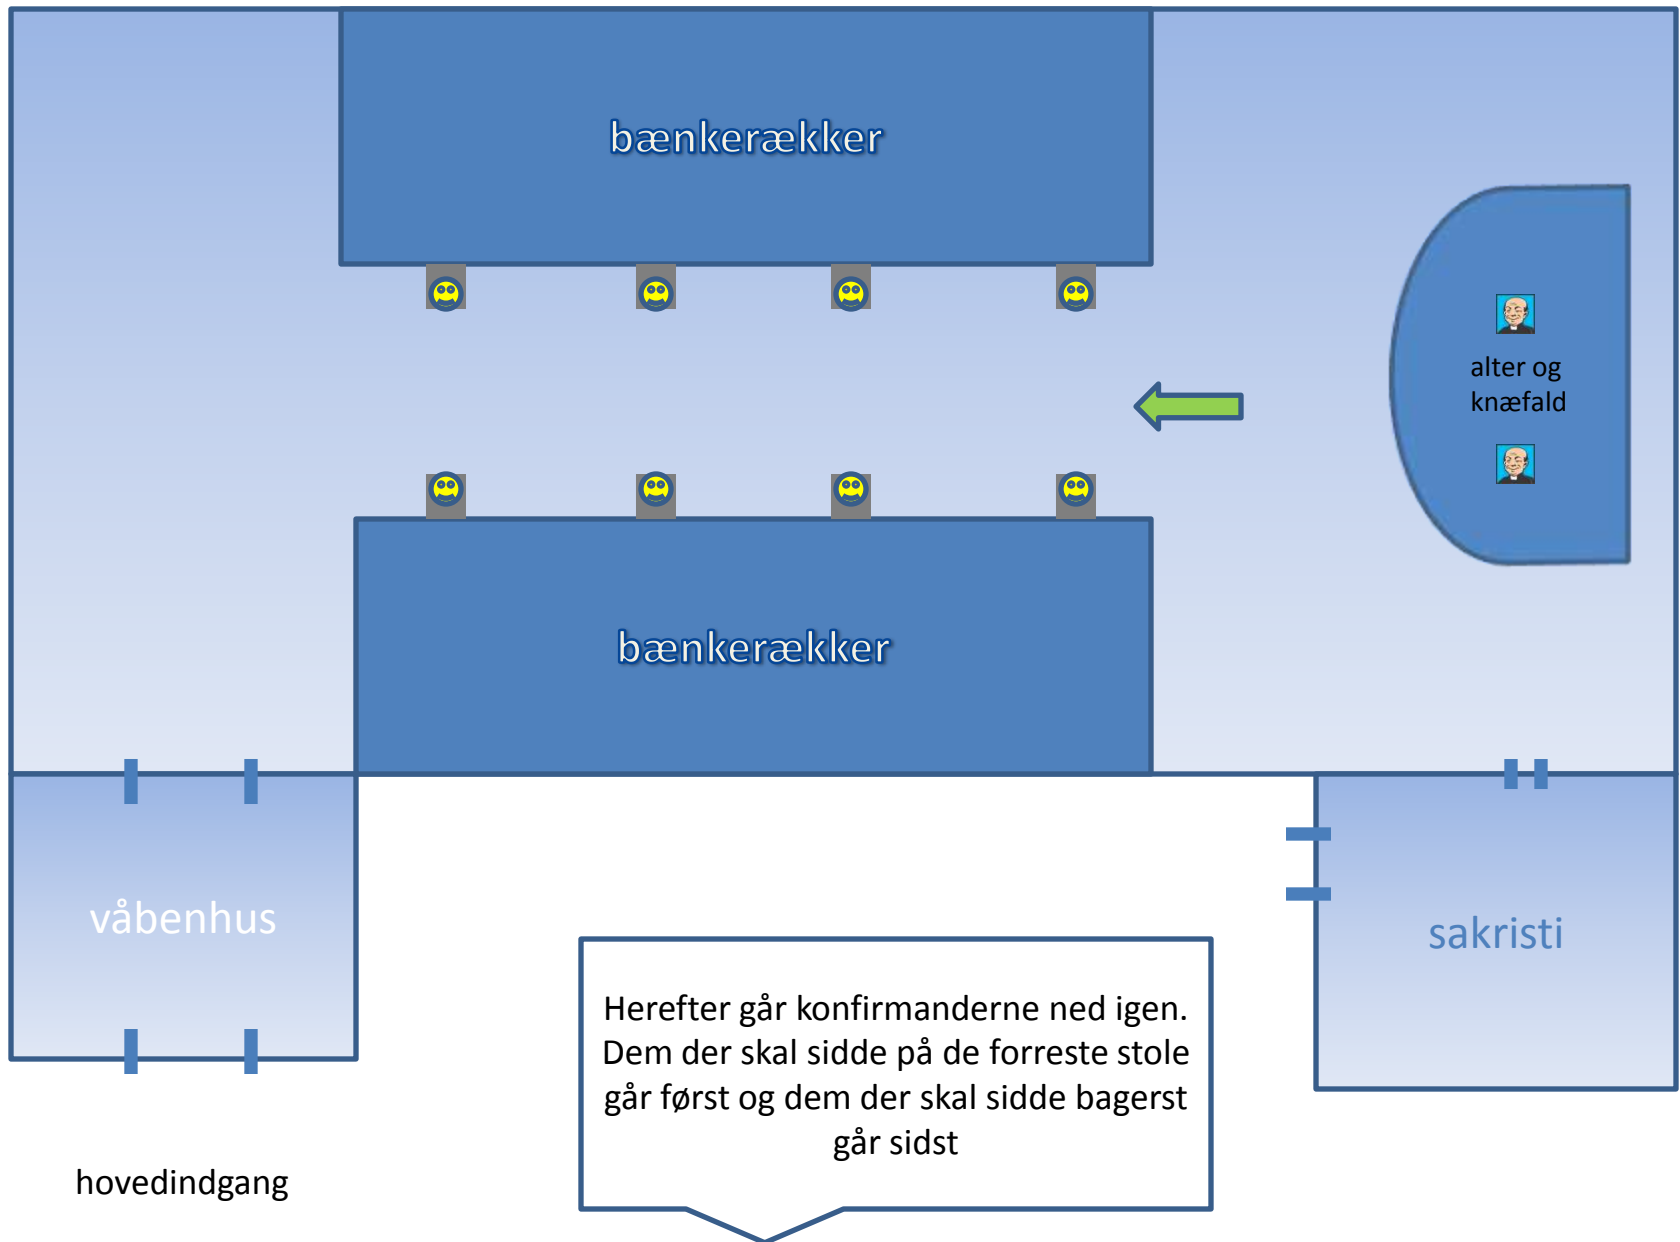 bænkerækker
alter og
knæfald
bænkerækker
våbenhus
sakristi
Herefter går konfirmanderne ned igen.
Dem der skal sidde på de forreste stole
går først og dem der skal sidde bagerst
går sidst
hovedindgang